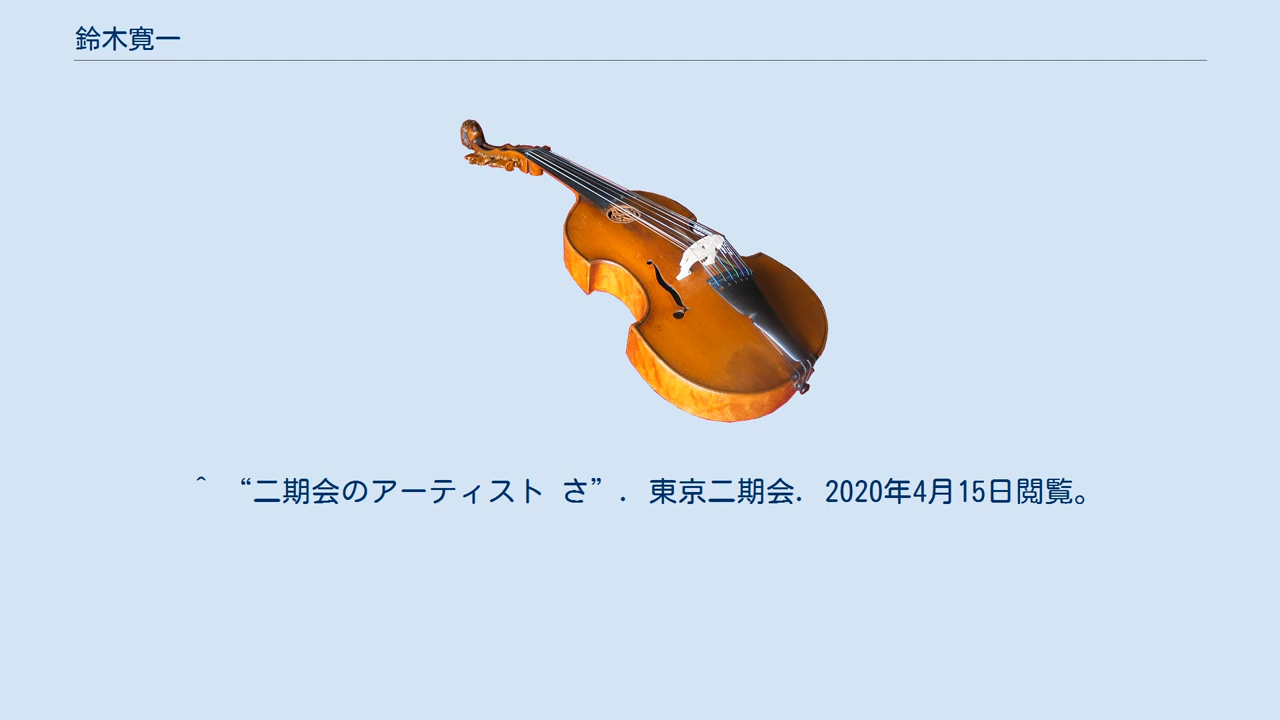 鈴木寛一
^ “二期会のアーティスト さ”. 東京二期会. 2020年4月15日閲覧。